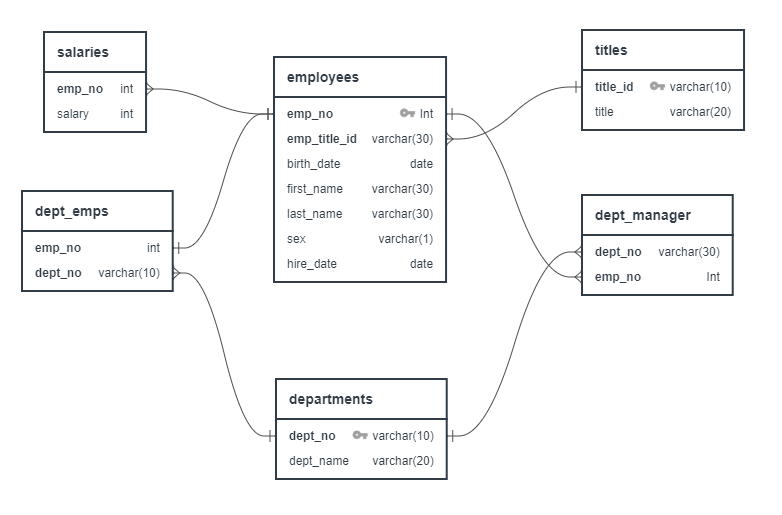 salaries
emp_no int
salary int
employees
emp_no Int
emp_title_id varchar(30)
birth_date date
first_name varchar(30)
last_name varchar(30)
sex varchar(1)
hire_date date
titles
title_id varchar(10)
title varchar(20)
dept_emps
emp_no int
dept_no varchar(10)
dept_manager
dept_no varchar(30)
emp_no Int
departments
dept_no varchar(10)
dept_name varchar(20)